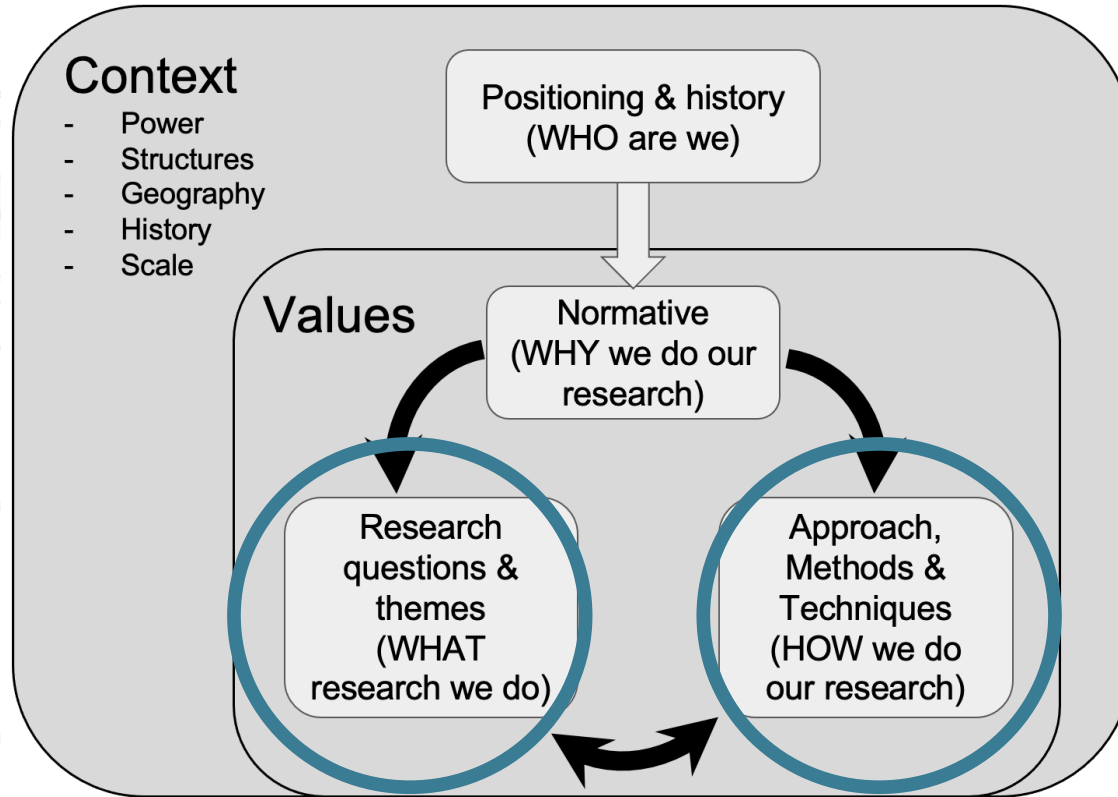 Context
- Power
- Structures
- Geography
- History
- Scale
Positioning & history
(WHO are we)
Values
Normative
(WHY we do our
research)
Research
questions &
themes
(WHAT
research we do)
Approach,
Methods &
Techniques
(HOW we do
our research)